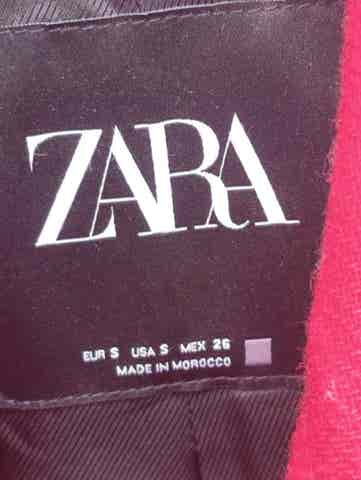 ZARA
EUR S USA S MEX 26
MADE IN MOROCCO